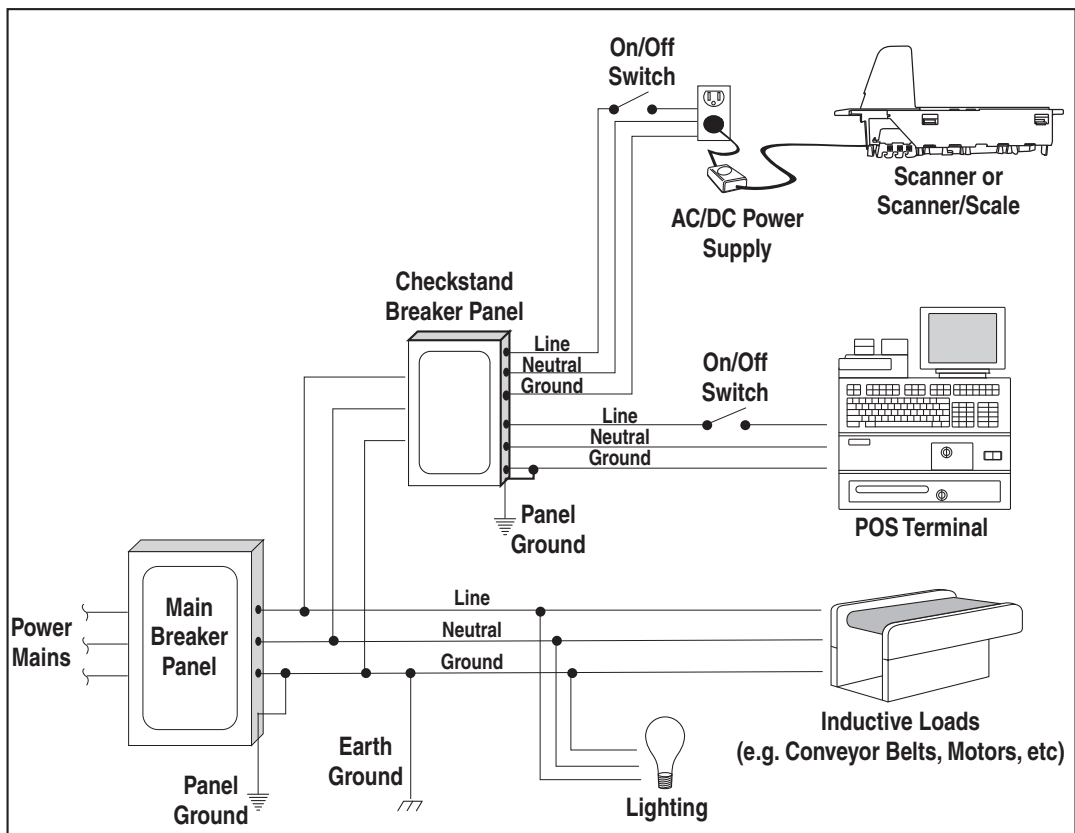 On/Off
Switch
Scanner or
Scanner/Scale
AC/DC Power
Supply
Checkstand
Breaker Panel
Line
Neutral
Ground
On/Off
Switch
Line
Neutral
Ground
Panel
Ground
POS Terminal
Main
Breaker
Panel
Power
Mains
Line
Neutral
Ground
Inductive Loads
(e.g. Conveyor Belts, Motors, etc)
Earth
Ground
Panel
Ground
Lighting